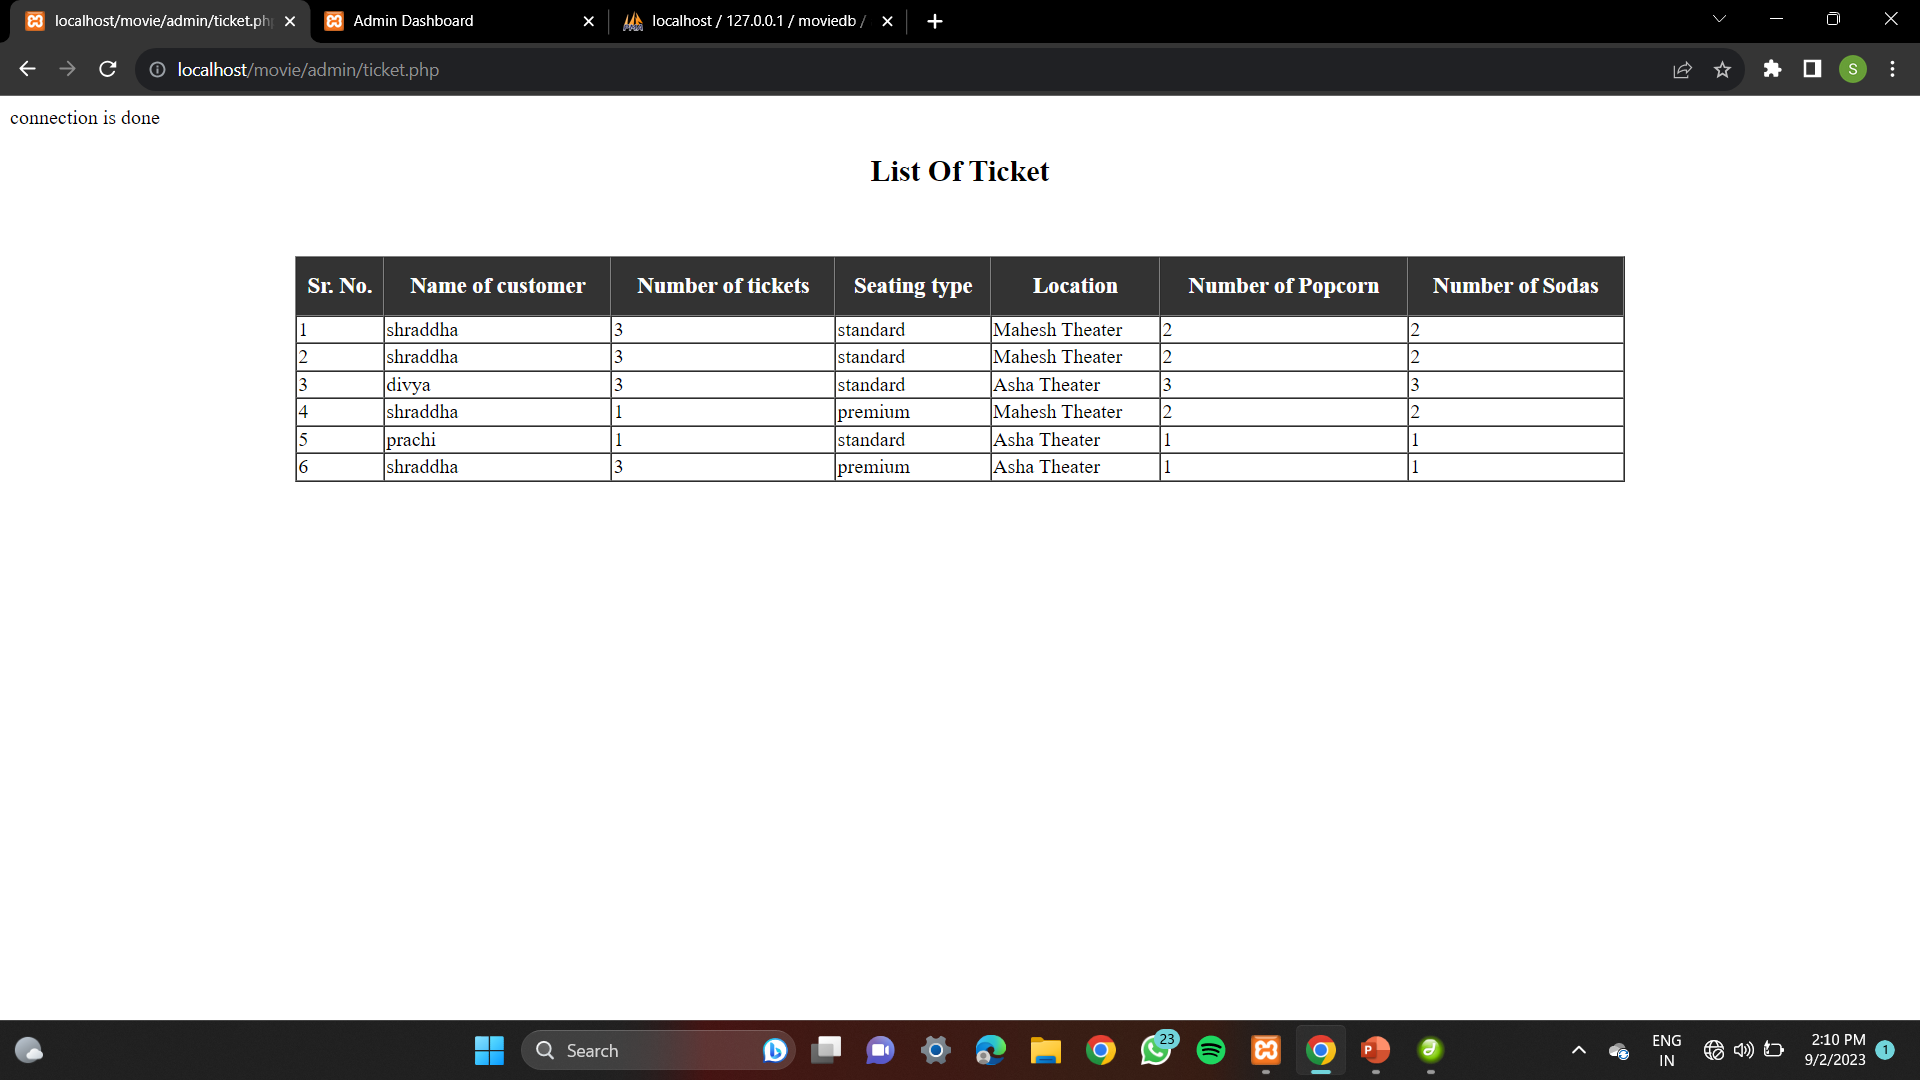 localhost/movie/admin/ticket.ph
Admin Dashboard
localhost / 127.0.0.1 / moviedb /
localhost/movie/admin/ticket.php
S
connection is done
List Of Ticket
Sr. No. Name of customer Number of tickets Seating type Location Number of Popcorn Number of Sodas
1 shraddha 3 standard Mahesh Theater 2 2
2 shraddha 3 standard Mahesh Theater 2 2
3 divya 3 standard Asha Theater 3 3
4 shraddha 1 premium Mahesh Theater 2 2
5 prachi 1 standard Asha Theater 1 1
6 shraddha 3 premium Asha Theater 1 1
Search
23
ENG
IN
2:10 PM
9/2/2023
1